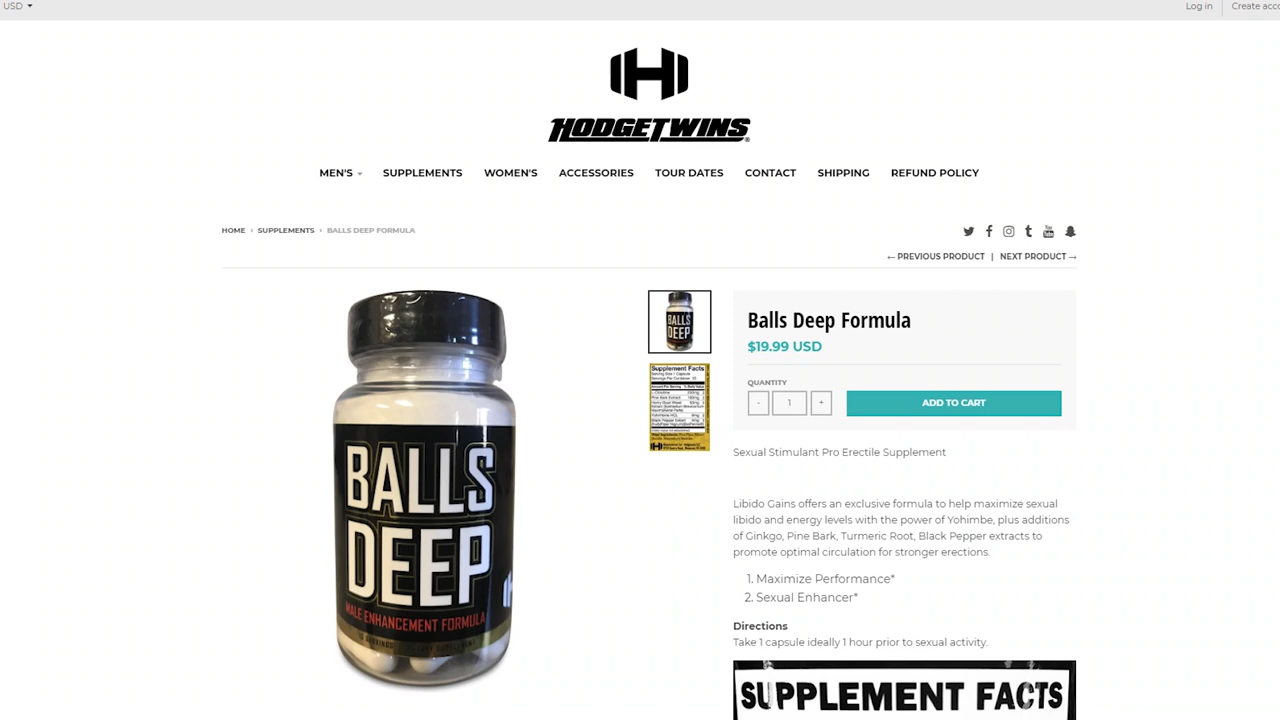 USD
Log in
Create acco
HODGETWINS
MEN'S SUPPLEMENTS WOMEN'S ACCESSORIES TOUR DATES CONTACT SHIPPING REFUND POLICY
HOME › SUPPLEMENTS › BALLS DEEP FORMULA
← PREVIOUS PRODUCT | NEXT PRODUCT →
BALLS
DEEP
MALE ENHANCEMENT FORMULA
BALLS
DEEP
Supplement Facts
Balls Deep Formula
$19.99 USD
QUANTITY
- 1 + ADD TO CART
Sexual Stimulant Pro Erectile Supplement
Libido Gains offers an exclusive formula to help maximize sexual
libido and energy levels with the power of Yohimbe, plus additions
of Ginkgo, Pine Bark, Turmeric Root, Black Pepper extracts to
promote optimal circulation for stronger erections.
1. Maximize Performance*
2. Sexual Enhancer*
Directions
Take 1 capsule ideally 1 hour prior to sexual activity.
SUPPLEMENT FACTS